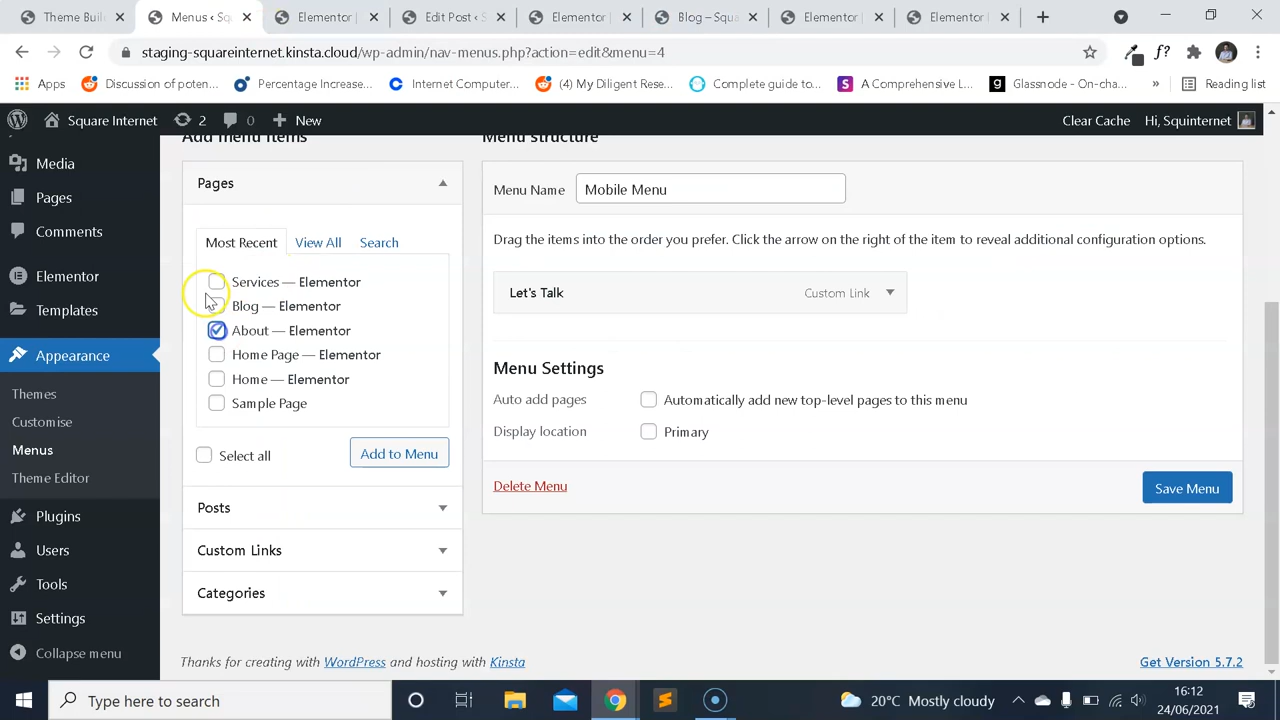 Theme Buil
Menus ‹ Sq
Elementor |
Edit Post ‹ S
Elementor |
Blog – Squa
Elementor |
Elementor |
staging-squareinternet.kinsta.cloud/wp-admin/nav-menus.php?action=edit&menu=4
f?
Apps
Discussion of poten...
Percentage Increase...
Internet Computer...
(4) My Diligent Rese...
Complete guide to...
A Comprehensive L...
Glassnode - On-cha...
»
Reading list
Square Internet
2
0
New
Clear Cache
Hi, Squinternet
Media
Pages
Comments
Elementor
Templates
Appearance
Themes
Customise
Menus
Theme Editor
Plugins
Users
Tools
Settings
Collapse menu
Add menu items
Pages
Most Recent
View All
Search
Services — Elementor
Blog — Elementor
About — Elementor
Home Page — Elementor
Home — Elementor
Sample Page
Select all
Add to Menu
Posts
Custom Links
Categories
Menu structure
Menu Name
Mobile Menu
Drag the items into the order you prefer. Click the arrow on the right of the item to reveal additional configuration options.
Let's Talk
Custom Link
Menu Settings
Auto add pages
Automatically add new top-level pages to this menu
Display location
Primary
Delete Menu
Save Menu
Thanks for creating with WordPress and hosting with Kinsta
Get Version 5.7.2
Type here to search
20°C Mostly cloudy
16:12
24/06/2021